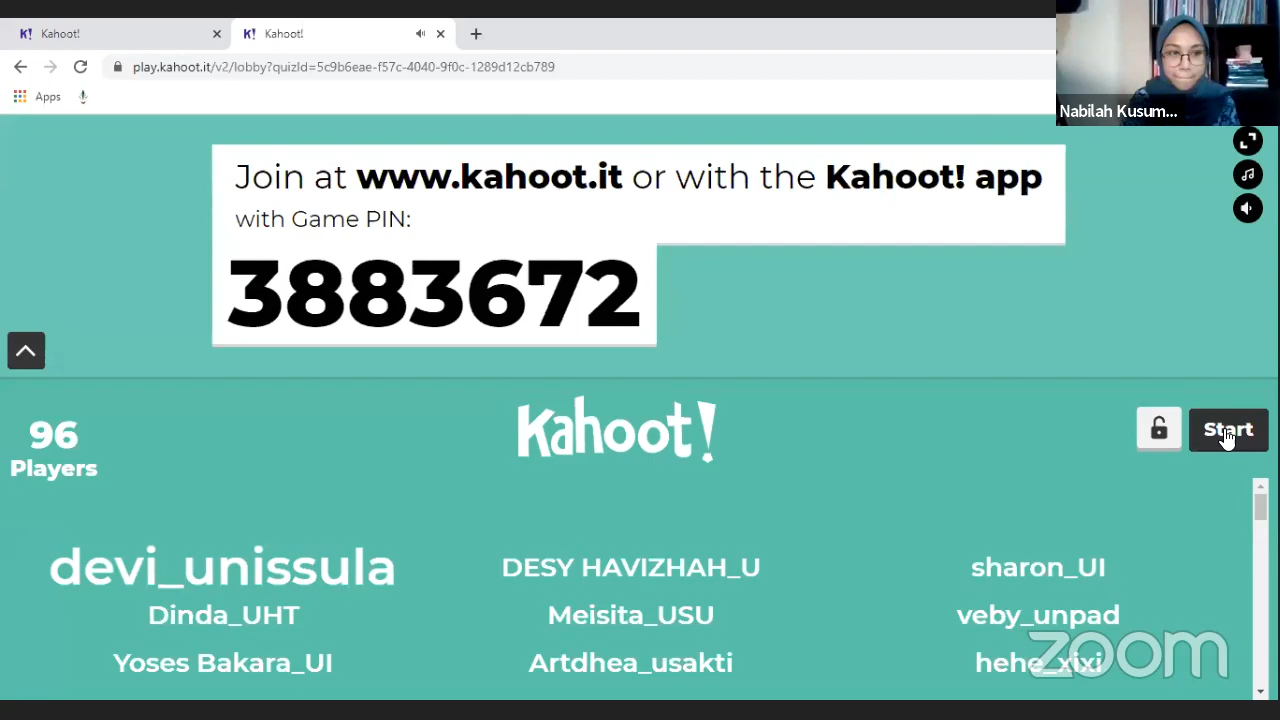 Kahoot!
Kahoot!
play.kahoot.it/v2/lobby?quizId=5c9b6eae-f57c-4040-9f0c-1289d12cb789
Apps
Nabilah Kusum...
Join at www.kahoot.it or with the Kahoot! app
with Game PIN:
3883672
96
Players
Kahoot!
Start
devi_unissula
DESY HAVIZHAH_U
sharon_UI
Dinda_UHT
Meisita_USU
veby_unpad
Yoses Bakara_UI
Artdhea_usakti
hehe_xixi
zoom